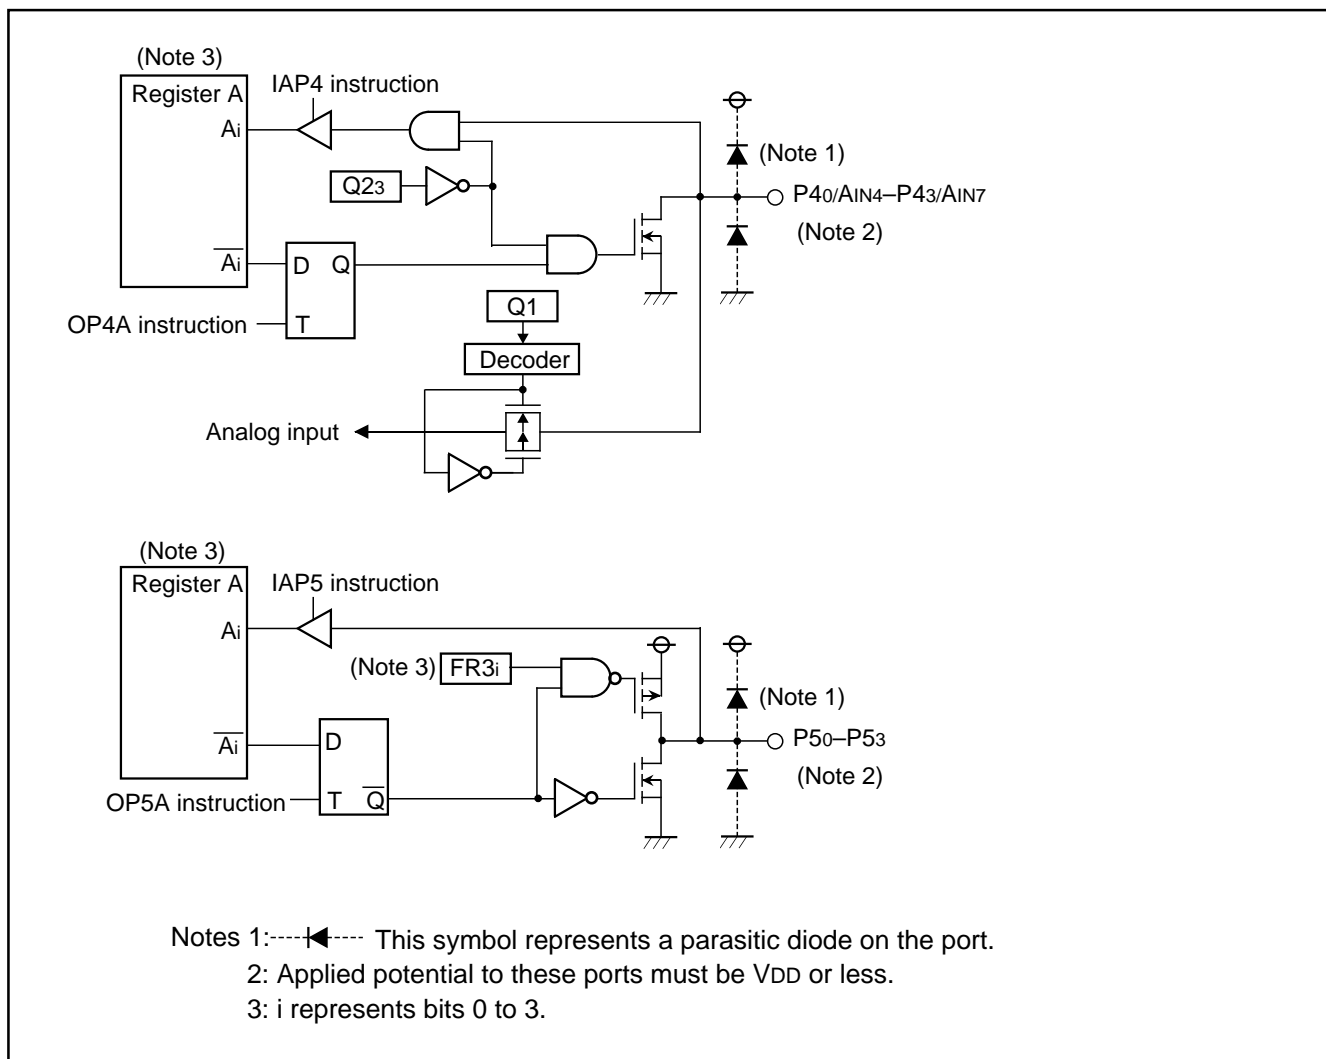 (Note 3)
Register A
IAP4 instruction
Ai
(Note 1)
Q23
P40/AIN4–P43/AIN7
(Note 2)
A̅i̅
D Q
Q1
OP4A instruction
T
Decoder
Analog input
(Note 3)
Register A
IAP5 instruction
Ai
(Note 3)
FR3i
(Note 1)
A̅i̅
D
P50–P53
(Note 2)
OP5A instruction
T Q̅
Notes 1: This symbol represents a parasitic diode on the port.
2: Applied potential to these ports must be VDD or less.
3: i represents bits 0 to 3.